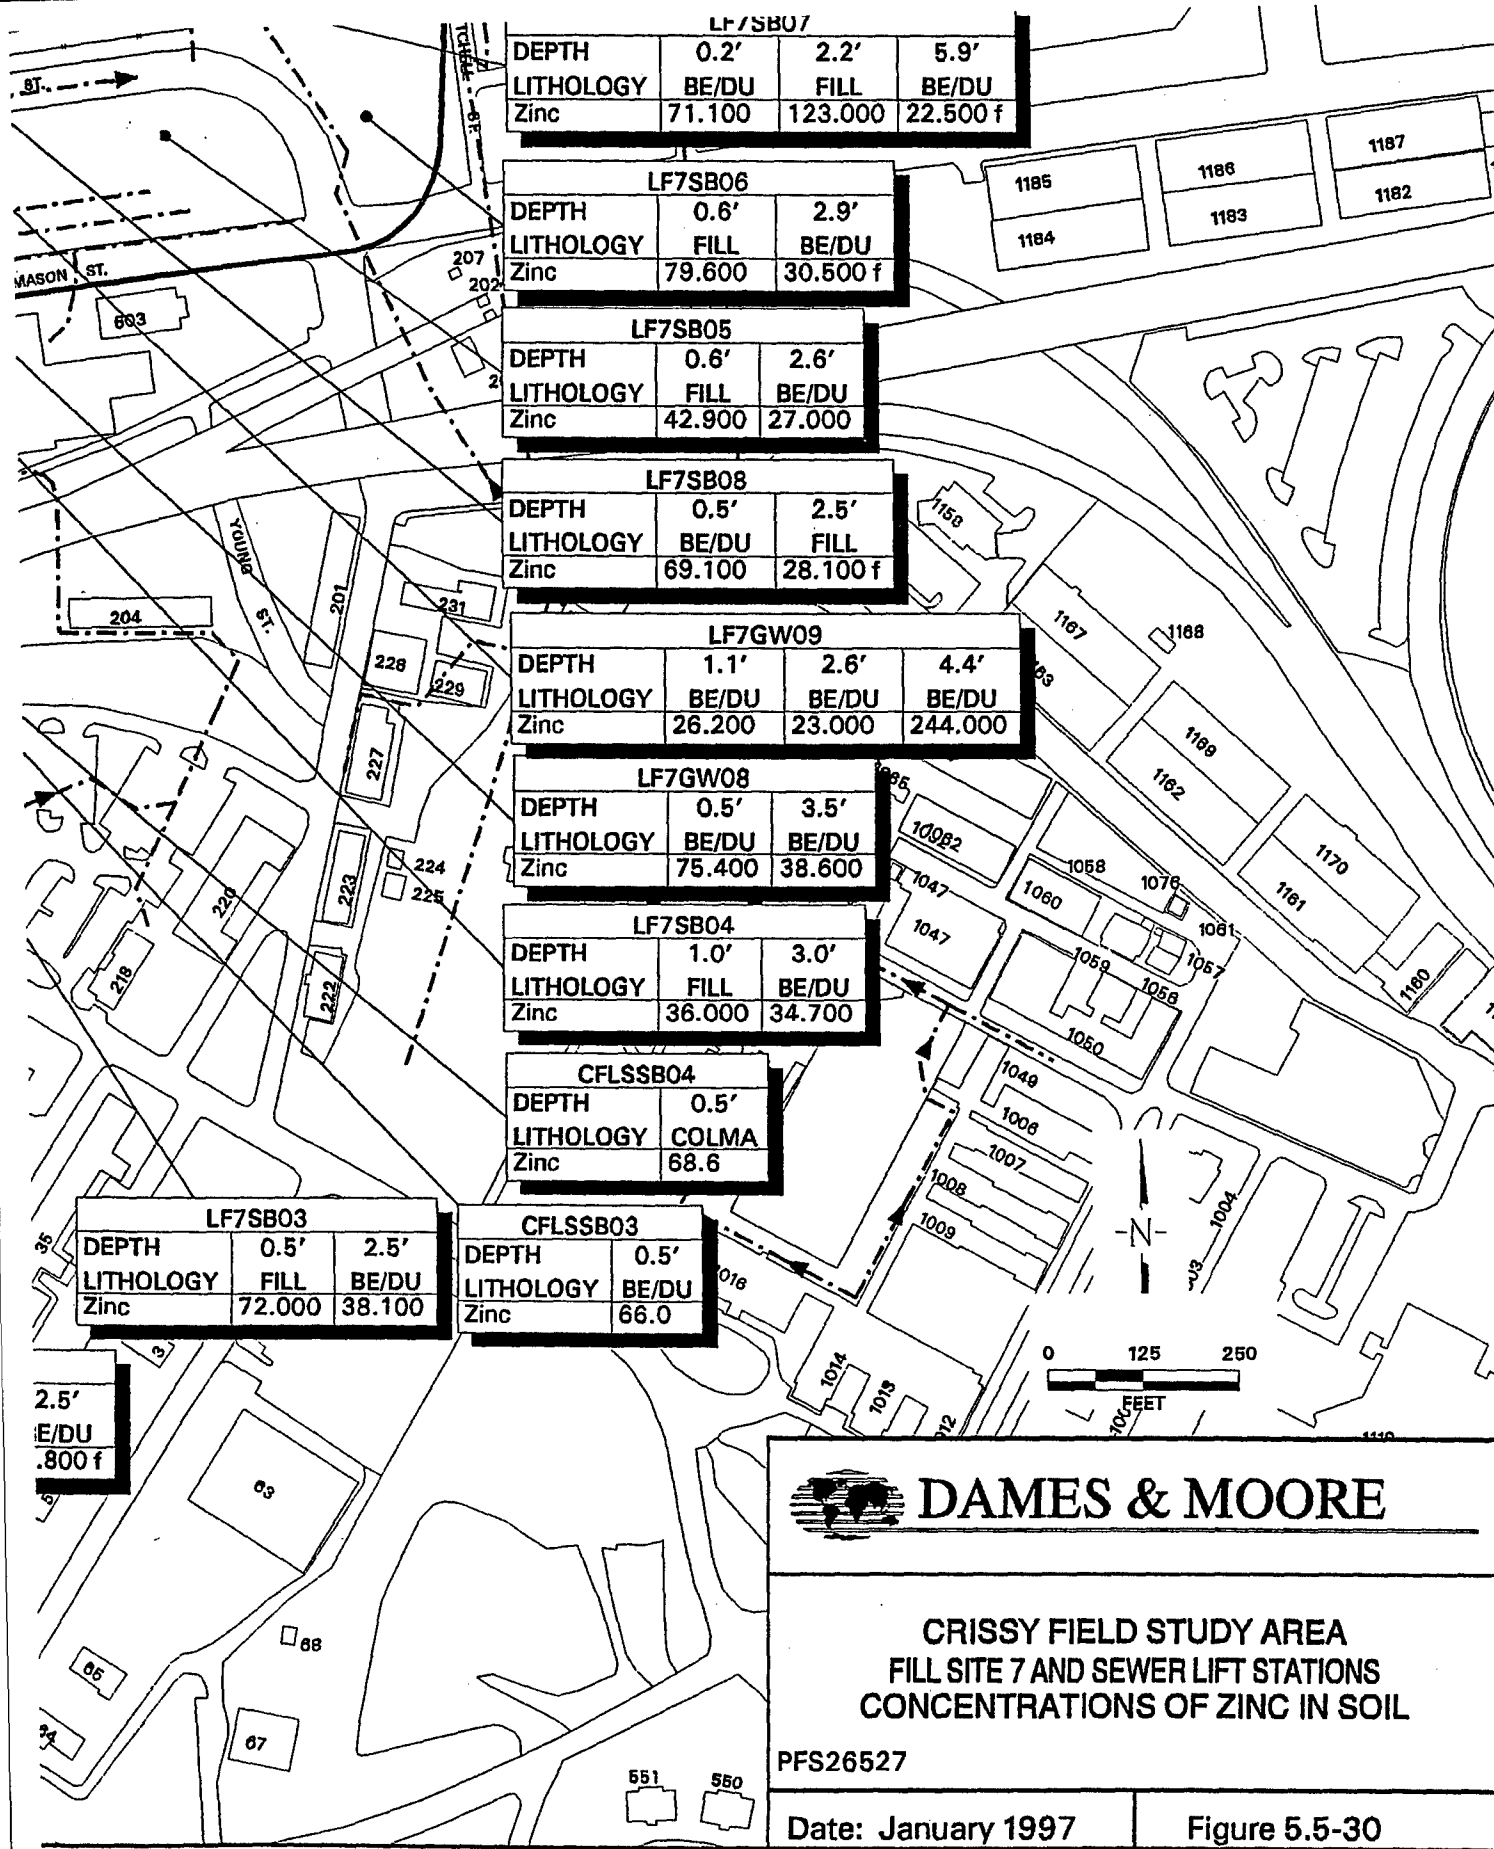 LF7SB07
DEPTH 0.2' 2.2' 5.9'
LITHOLOGY BE/DU FILL BE/DU
Zinc 71.100 123.000 22.500 f
LF7SB06
DEPTH 0.6' 2.9'
LITHOLOGY FILL BE/DU
Zinc 79.600 30.500 f
LF7SB05
DEPTH 0.6' 2.6'
LITHOLOGY FILL BE/DU
Zinc 42.900 27.000
LF7SB08
DEPTH 0.5' 2.5'
LITHOLOGY BE/DU FILL
Zinc 69.100 28.100 f
LF7GW09
DEPTH 1.1' 2.6' 4.4'
LITHOLOGY BE/DU BE/DU BE/DU
Zinc 26.200 23.000 244.000
LF7GW08
DEPTH 0.5' 3.5'
LITHOLOGY BE/DU BE/DU
Zinc 75.400 38.600
LF7SB04
DEPTH 1.0' 3.0'
LITHOLOGY FILL BE/DU
Zinc 36.000 34.700
CFLSSB04
DEPTH 0.5'
LITHOLOGY COLMA
Zinc 68.6
LF7SB03
DEPTH 0.5' 2.5'
LITHOLOGY FILL BE/DU
Zinc 72.000 38.100
CFLSSB03
DEPTH 0.5'
LITHOLOGY BE/DU
Zinc 66.0
2.5'
E/DU
.800 f
ST.
TCHELL ST.
MASON ST.
603
207
202
YOUNG ST.
201
204
231
228
229
227
224
225
223
220
218
222
35
3
63
65
68
67
551
550
1185
1184
1186
1183
1187
1182
1158
1167
1168
1169
1162
1170
1161
1160
1062
1047
1047
1058
1060
1076
1061
1057
1059
1056
1050
1049
1006
1007
1008
1009
1004
1016
1014
1013
-N-
0 125 250
FEET
DAMES & MOORE
CRISSY FIELD STUDY AREA
FILL SITE 7 AND SEWER LIFT STATIONS
CONCENTRATIONS OF ZINC IN SOIL
PFS26527
Date: January 1997
Figure 5.5-30